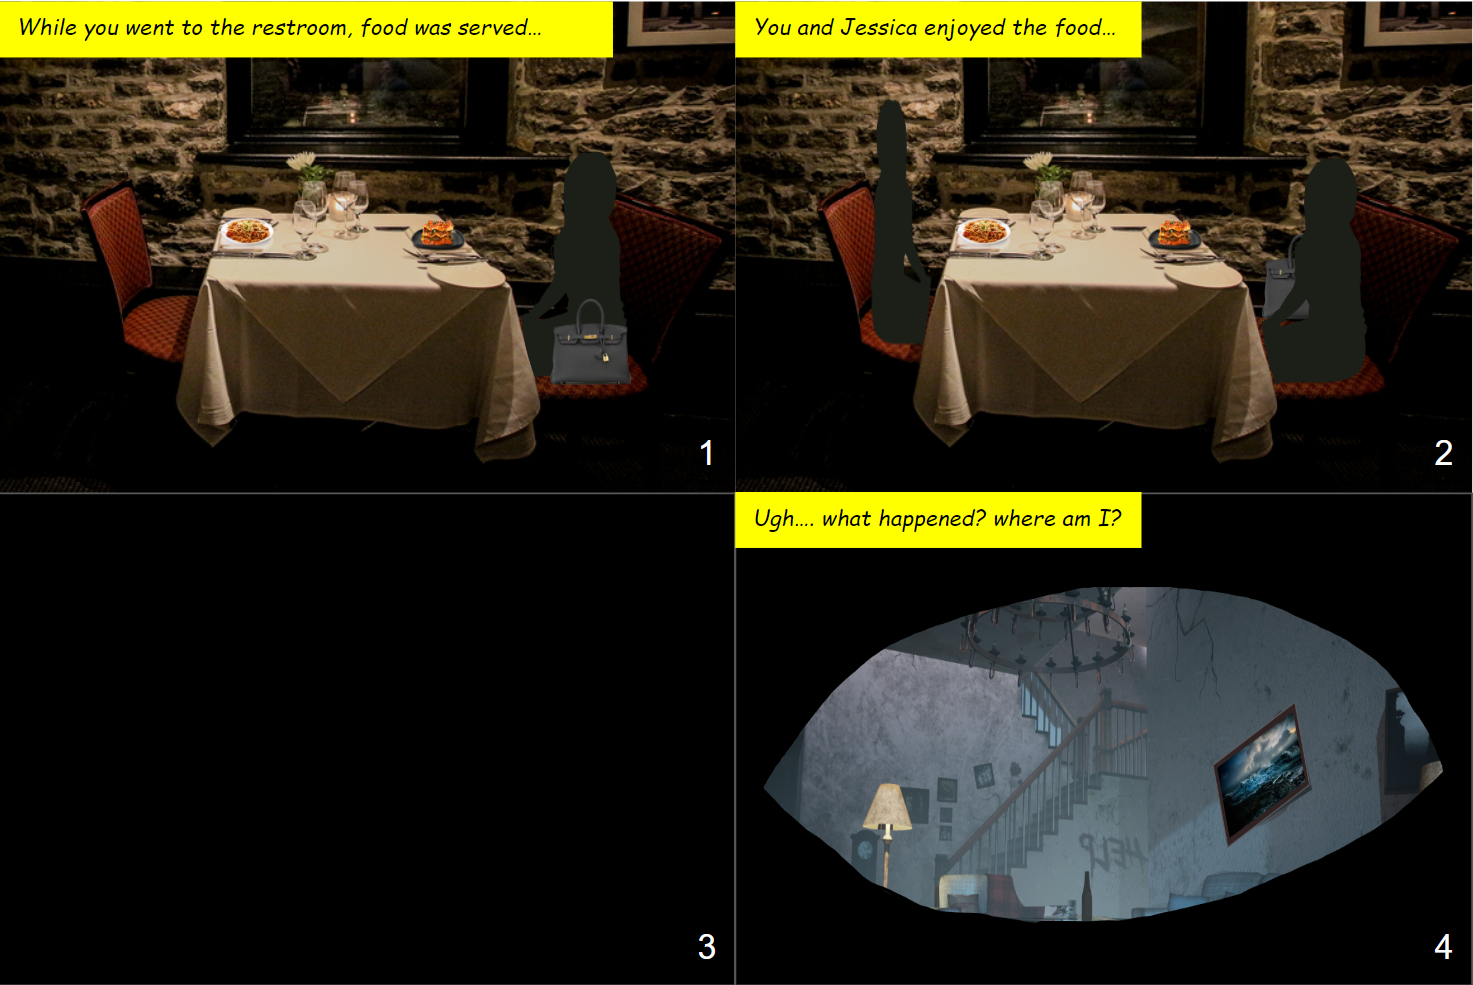 While you went to the restroom, food was served...
You and Jessica enjoyed the food...
1
2
Ugh.... what happened? where am I?
HELP
3
4